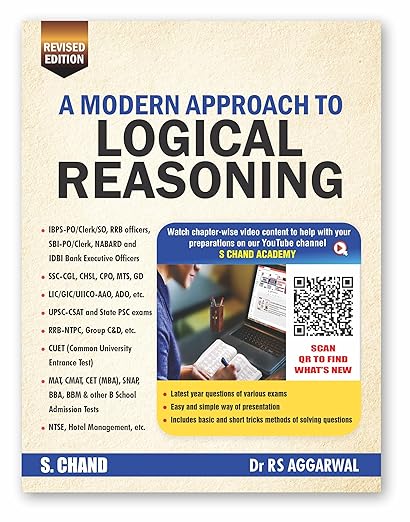 REVISED
EDITION
A MODERN APPROACH TO
LOGICAL
REASONING
• IBPS-PO/Clerk/SO, RRB officers,
SBI-PO/Clerk, NABARD and
IDBI Bank Executive Officers
• SSC-CGL, CHSL, CPO, MTS, GD
• LIC/GIC/UIICO-AAO, ADO, etc.
• UPSC-CSAT and State PSC exams
• RRB-NTPC, Group C&D, etc.
• CUET (Common University
Entrance Test)
• MAT, CMAT, CET (MBA), SNAP,
BBA, BBM & other B School
Admission Tests
• NTSE, Hotel Management, etc.
Watch chapter-wise video content to help with your
preparations on our YouTube channel
S CHAND ACADEMY
SCAN
QR TO FIND
WHAT'S NEW
• Latest year questions of various exams
• Easy and simple way of presentation
• Includes basic and short tricks methods of solving questions
S. CHAND
Dr RS AGGARWAL